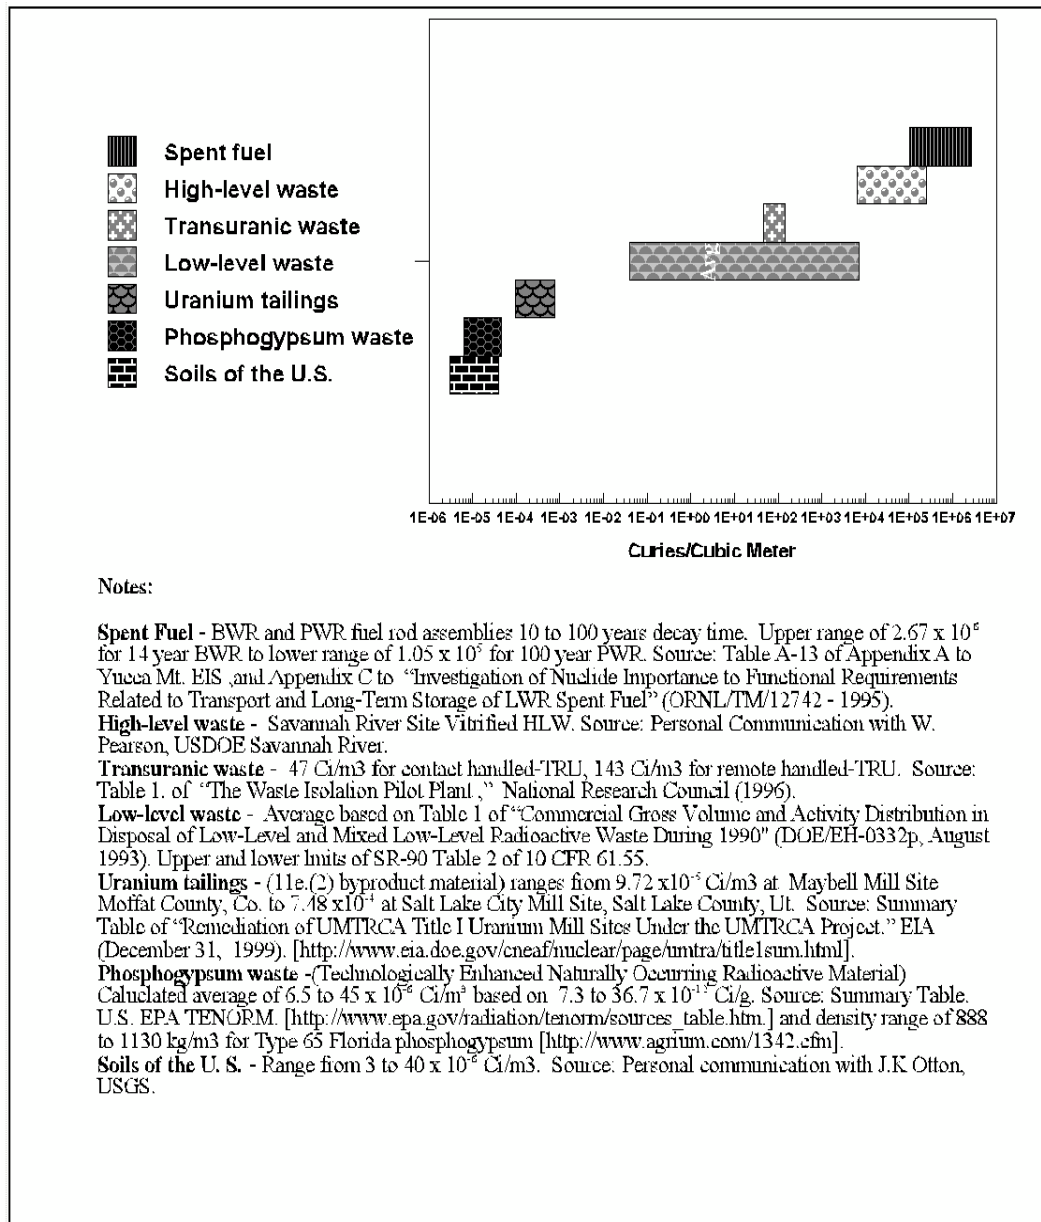 Spent fuel
High-level waste
Transuranic waste
Low-level waste
Uranium tailings
Phosphogypsum waste
Soils of the U.S.
Avg
1E-06 1E-05 1E-04 1E-03 1E-02 1E-01 1E+00 1E+01 1E+02 1E+03 1E+04 1E+05 1E+06 1E+07
Curies/Cubic Meter
Notes:
Spent Fuel - BWR and PWR fuel rod assemblies 10 to 100 years decay time. Upper range of 2.67 x 10⁶
for 14 year BWR to lower range of 1.05 x 10⁵ for 100 year PWR. Source: Table A-13 of Appendix A to
Yucca Mt. EIS ,and Appendix C to "Investigation of Nuclide Importance to Functional Requirements
Related to Transport and Long-Term Storage of LWR Spent Fuel" (ORNL/TM/12742 - 1995).
High-level waste - Savannah River Site Vitrified HLW. Source: Personal Communication with W.
Pearson, USDOE Savannah River.
Transuranic waste - 47 Ci/m3 for contact handled-TRU, 143 Ci/m3 for remote handled-TRU. Source:
Table 1. of "The Waste Isolation Pilot Plant ," National Research Council (1996).
Low-level waste - Average based on Table 1 of "Commercial Gross Volume and Activity Distribution in
Disposal of Low-Level and Mixed Low-Level Radioactive Waste During 1990" (DOE/EH-0332p, August
1993). Upper and lower lmits of SR-90 Table 2 of 10 CFR 61.55.
Uranium tailings - (11e.(2) byproduct material) ranges from 9.72 x10⁻⁵ Ci/m3 at Maybell Mill Site
Moffat County, Co. to 7.48 x10⁻⁴ at Salt Lake City Mill Site, Salt Lake County, Ut. Source: Summary
Table of "Remediation of UMTRCA Title I Uranium Mill Sites Under the UMTRCA Project." EIA
(December 31, 1999). [http://www.eia.doe.gov/cneaf/nuclear/page/umtra/title1sum.html].
Phosphogypsum waste -(Technologically Enhanced Naturally Occurring Radioactive Material)
Caluclated average of 6.5 to 45 x 10⁻⁶ Ci/m³ based on 7.3 to 36.7 x 10⁻¹² Ci/g. Source: Summary Table.
U.S. EPA TENORM. [http://www.epa.gov/radiation/tenorm/sources_table.htm.] and density range of 888
to 1130 kg/m3 for Type 65 Florida phosphogypsum [http://www.agrium.com/1342.cfm].
Soils of the U. S. - Range from 3 to 40 x 10⁻⁶ Ci/m3. Source: Personal communication with J.K Otton,
USGS.